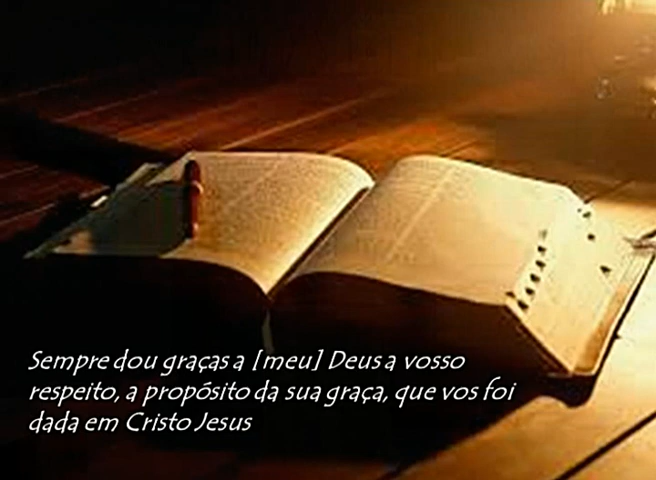 Sempre dou graças a [meu] Deus a vosso
respeito, a propósito da sua graça, que vos foi
dada em Cristo Jesus